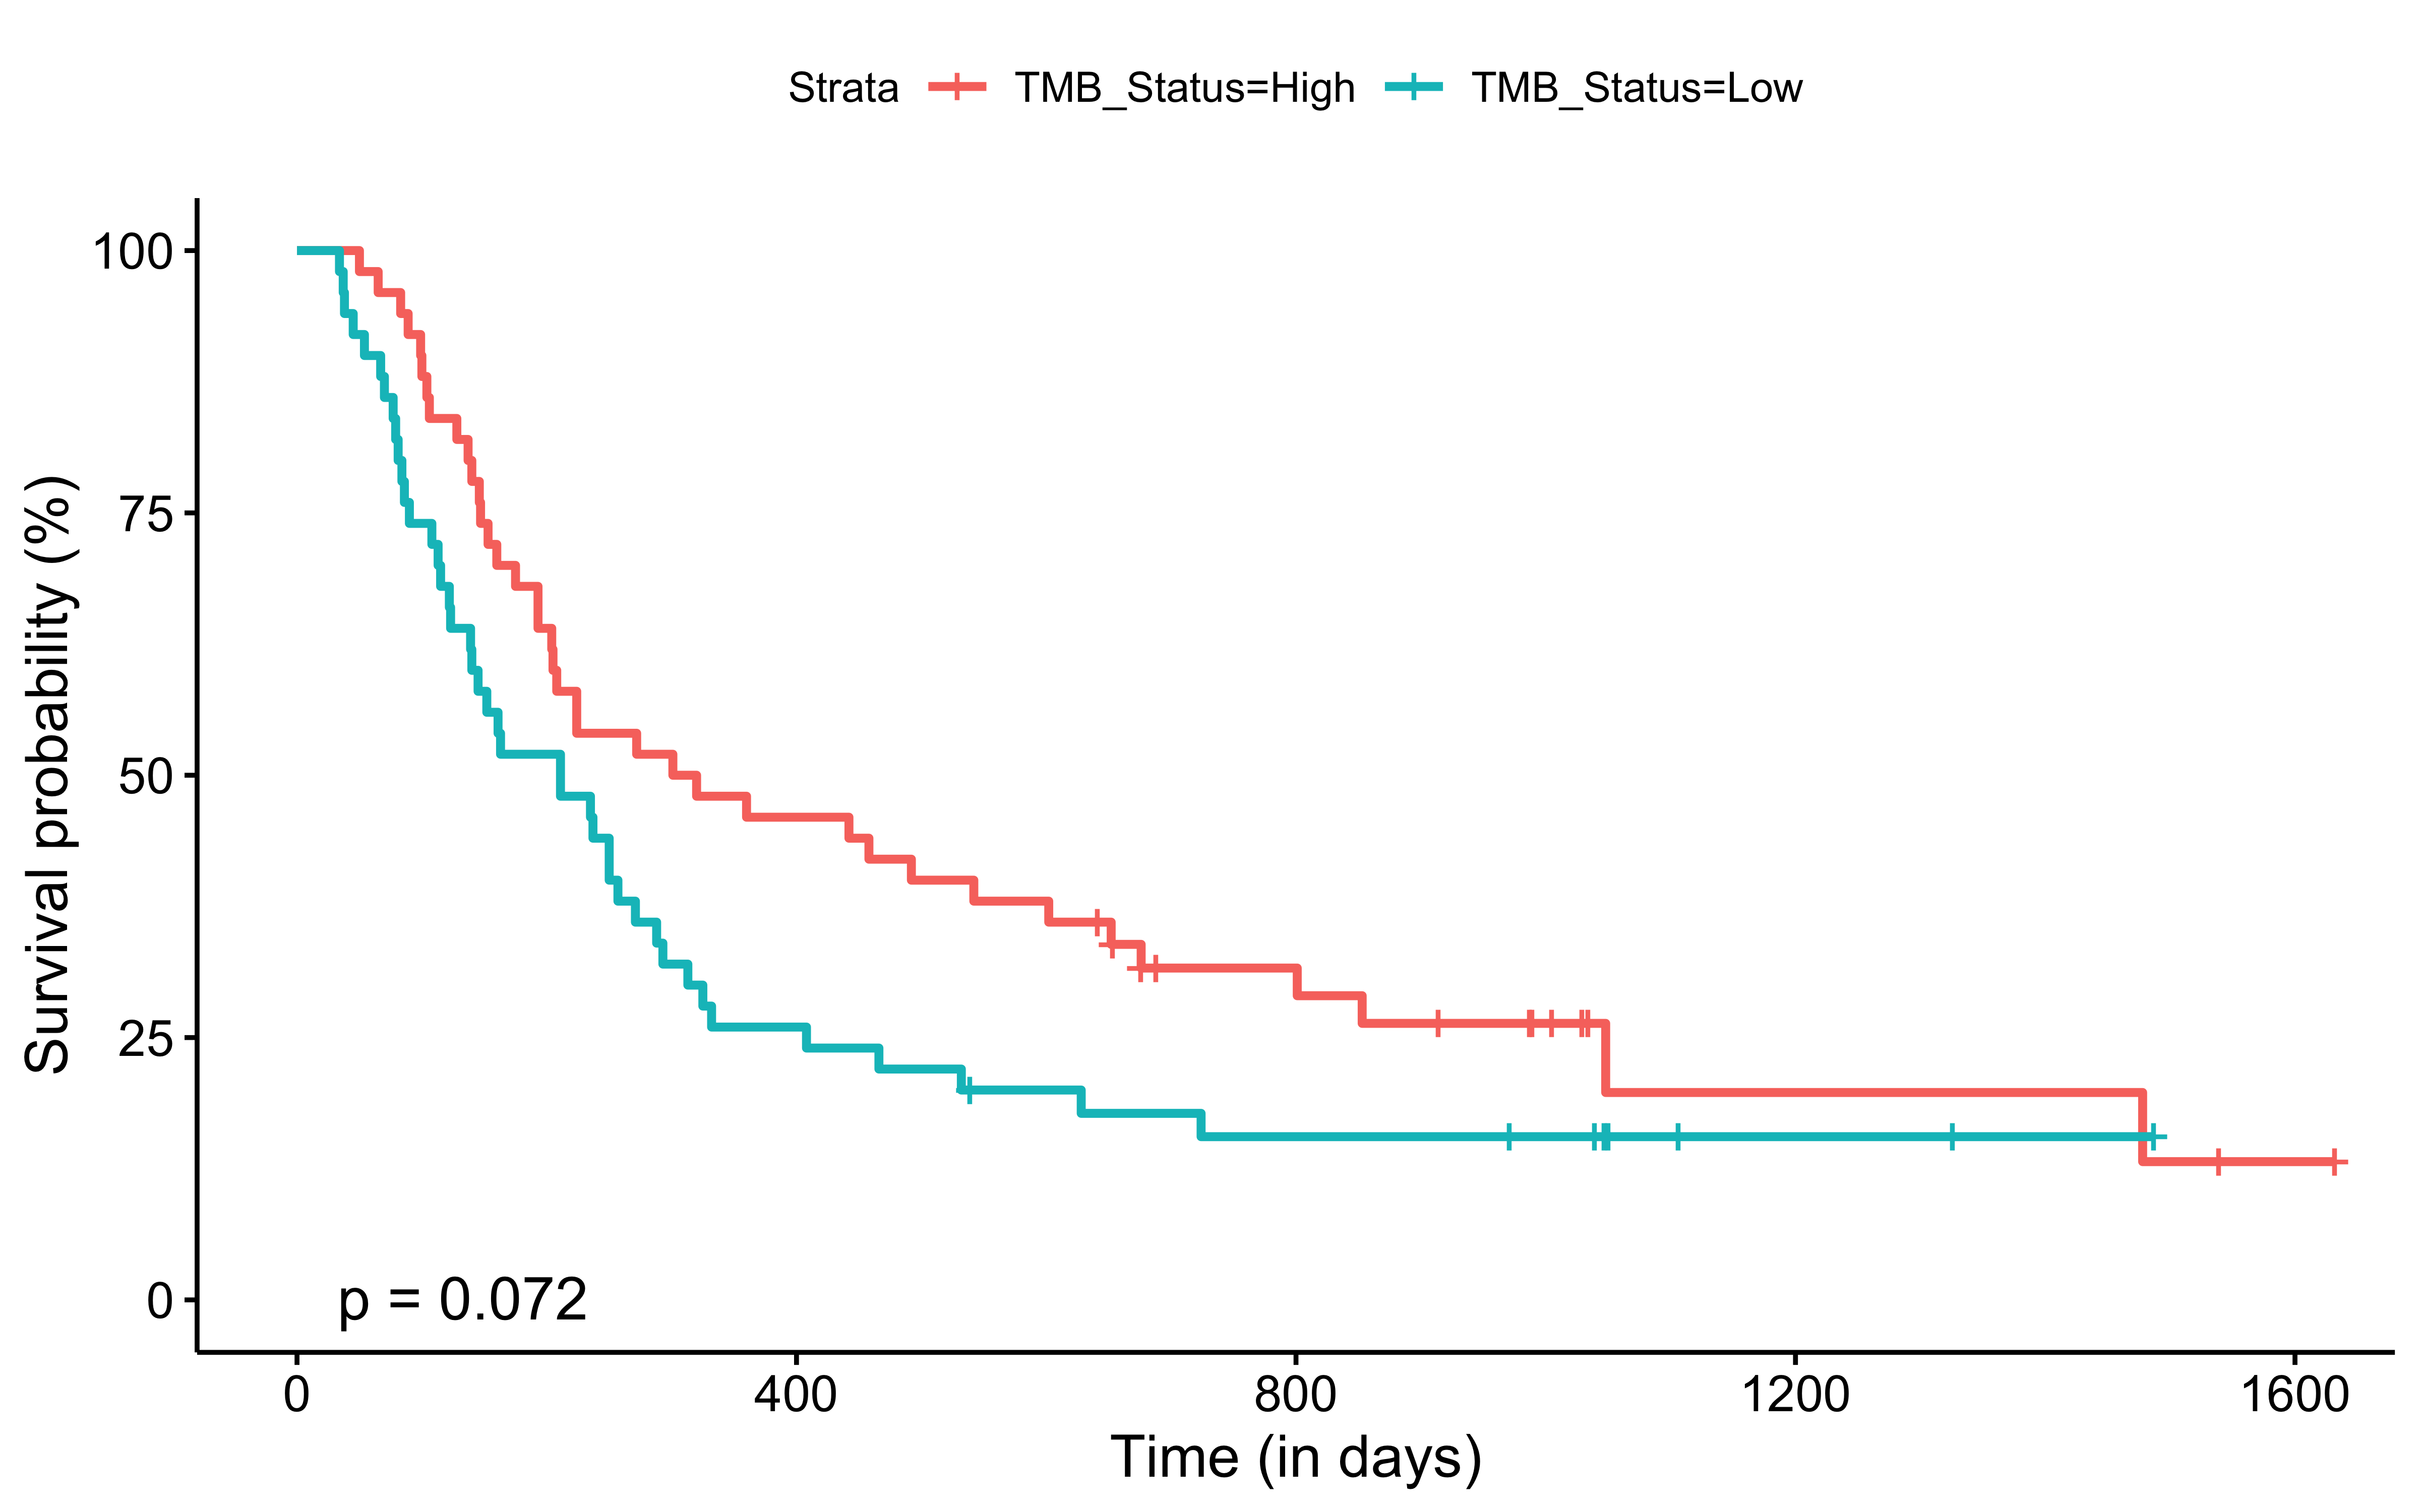 Strata TMB_Status=High TMB_Status=Low
Survival probability (%)
100
75
50
25
0
p = 0.072
0 400 800 1200 1600
Time (in days)